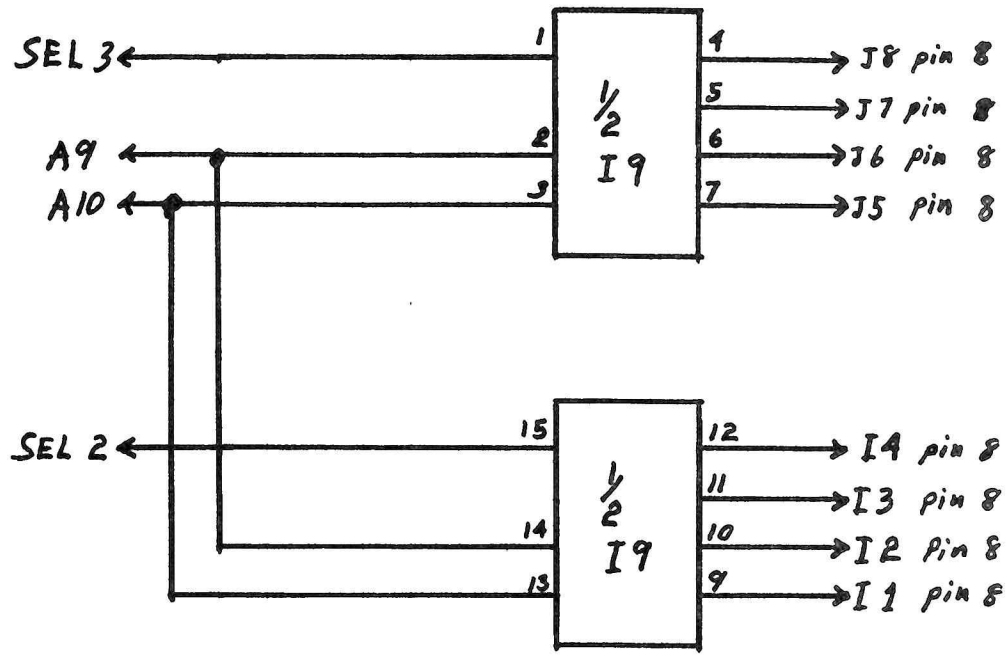 SEL 3 1 4 J8 pin 8
1/2 5 J7 pin 8
A9 2 I9 6 J6 pin 8
A10 3 7 J5 pin 8
SEL 2 15 12 I4 pin 8
1/2 11 I3 pin 8
14 I9 10 I2 pin 8
13 9 I1 pin 8